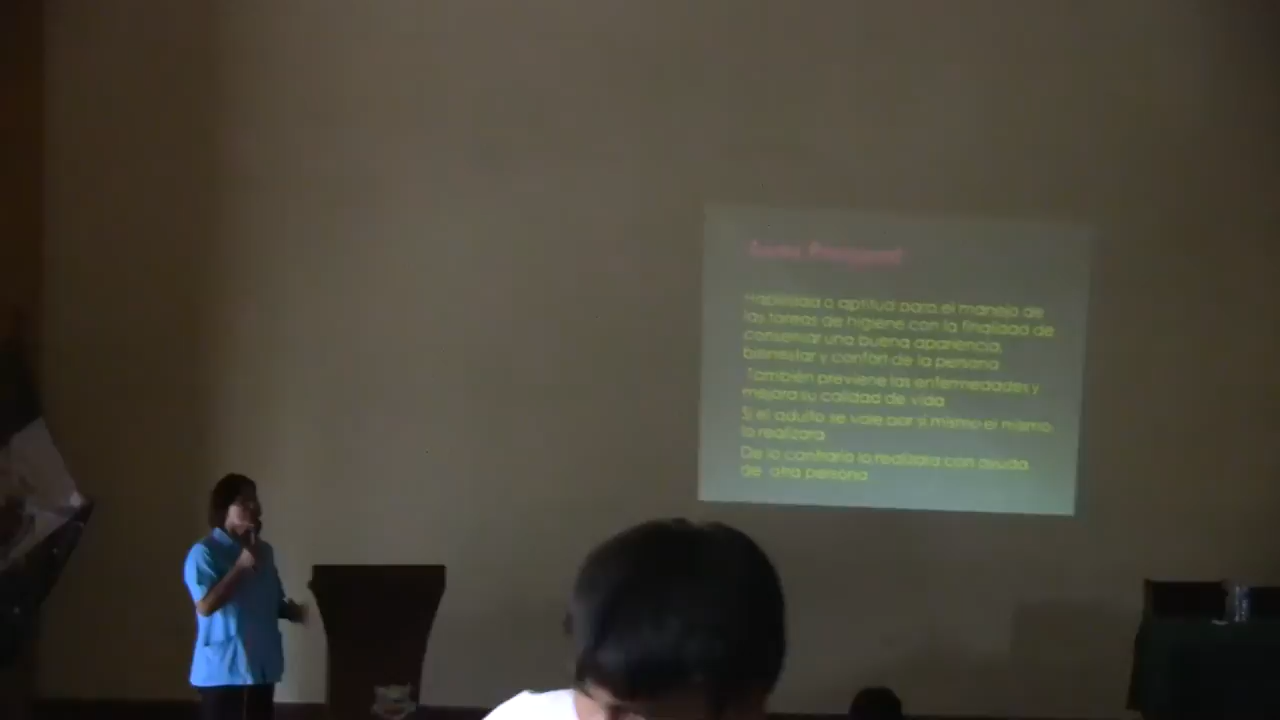 Aseo Personal
Habilidad o aptitud para el manejo de
las tareas de higiene con la finalidad de
conservar una buena apariencia,
bienestar y confort de la persona
También previene las enfermedades y
mejora su calidad de vida
Si el adulto se vale por si mismo el mismo
lo realizara
De lo contrario lo realizara con ayuda
de otra persona